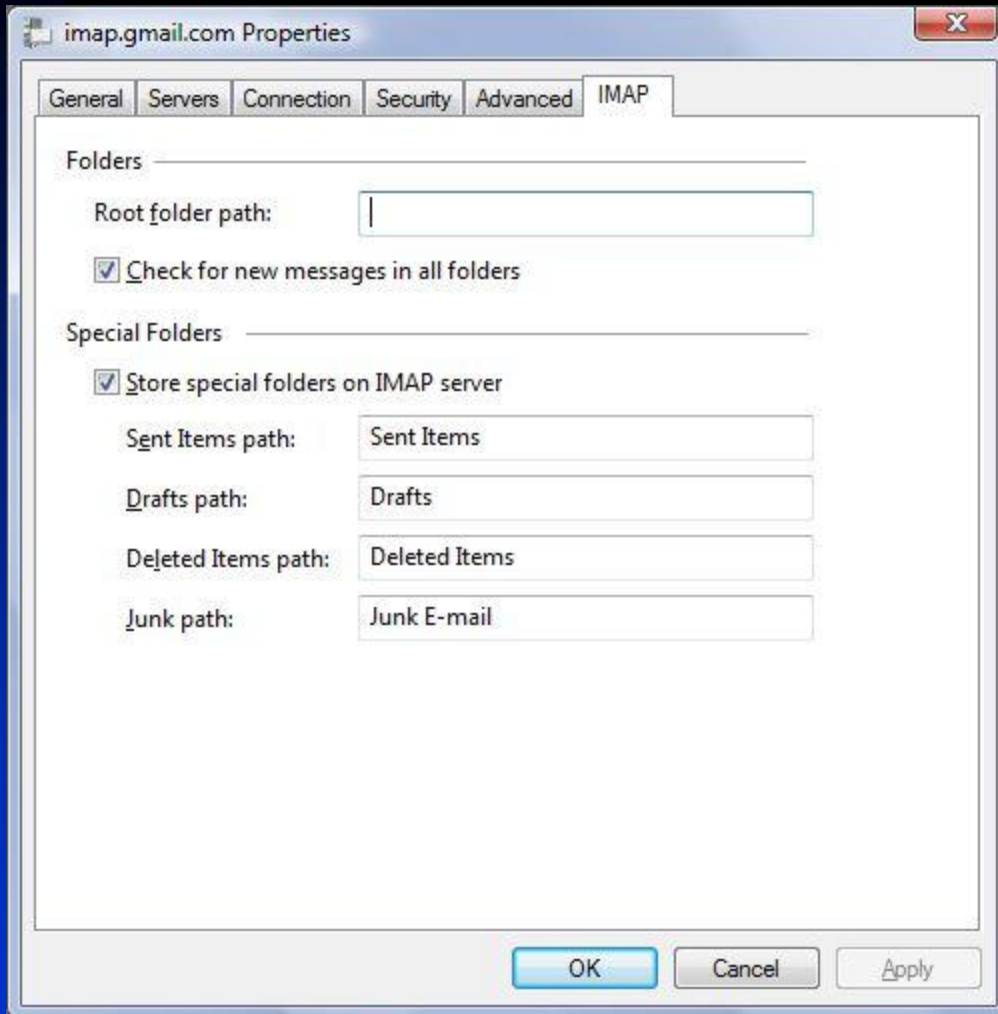 imap.gmail.com Properties
General Servers Connection Security Advanced IMAP
Folders
Root folder path:
Check for new messages in all folders
Special Folders
Store special folders on IMAP server
Sent Items path: Sent Items
Drafts path: Drafts
Deleted Items path: Deleted Items
Junk path: Junk E-mail
OK Cancel Apply